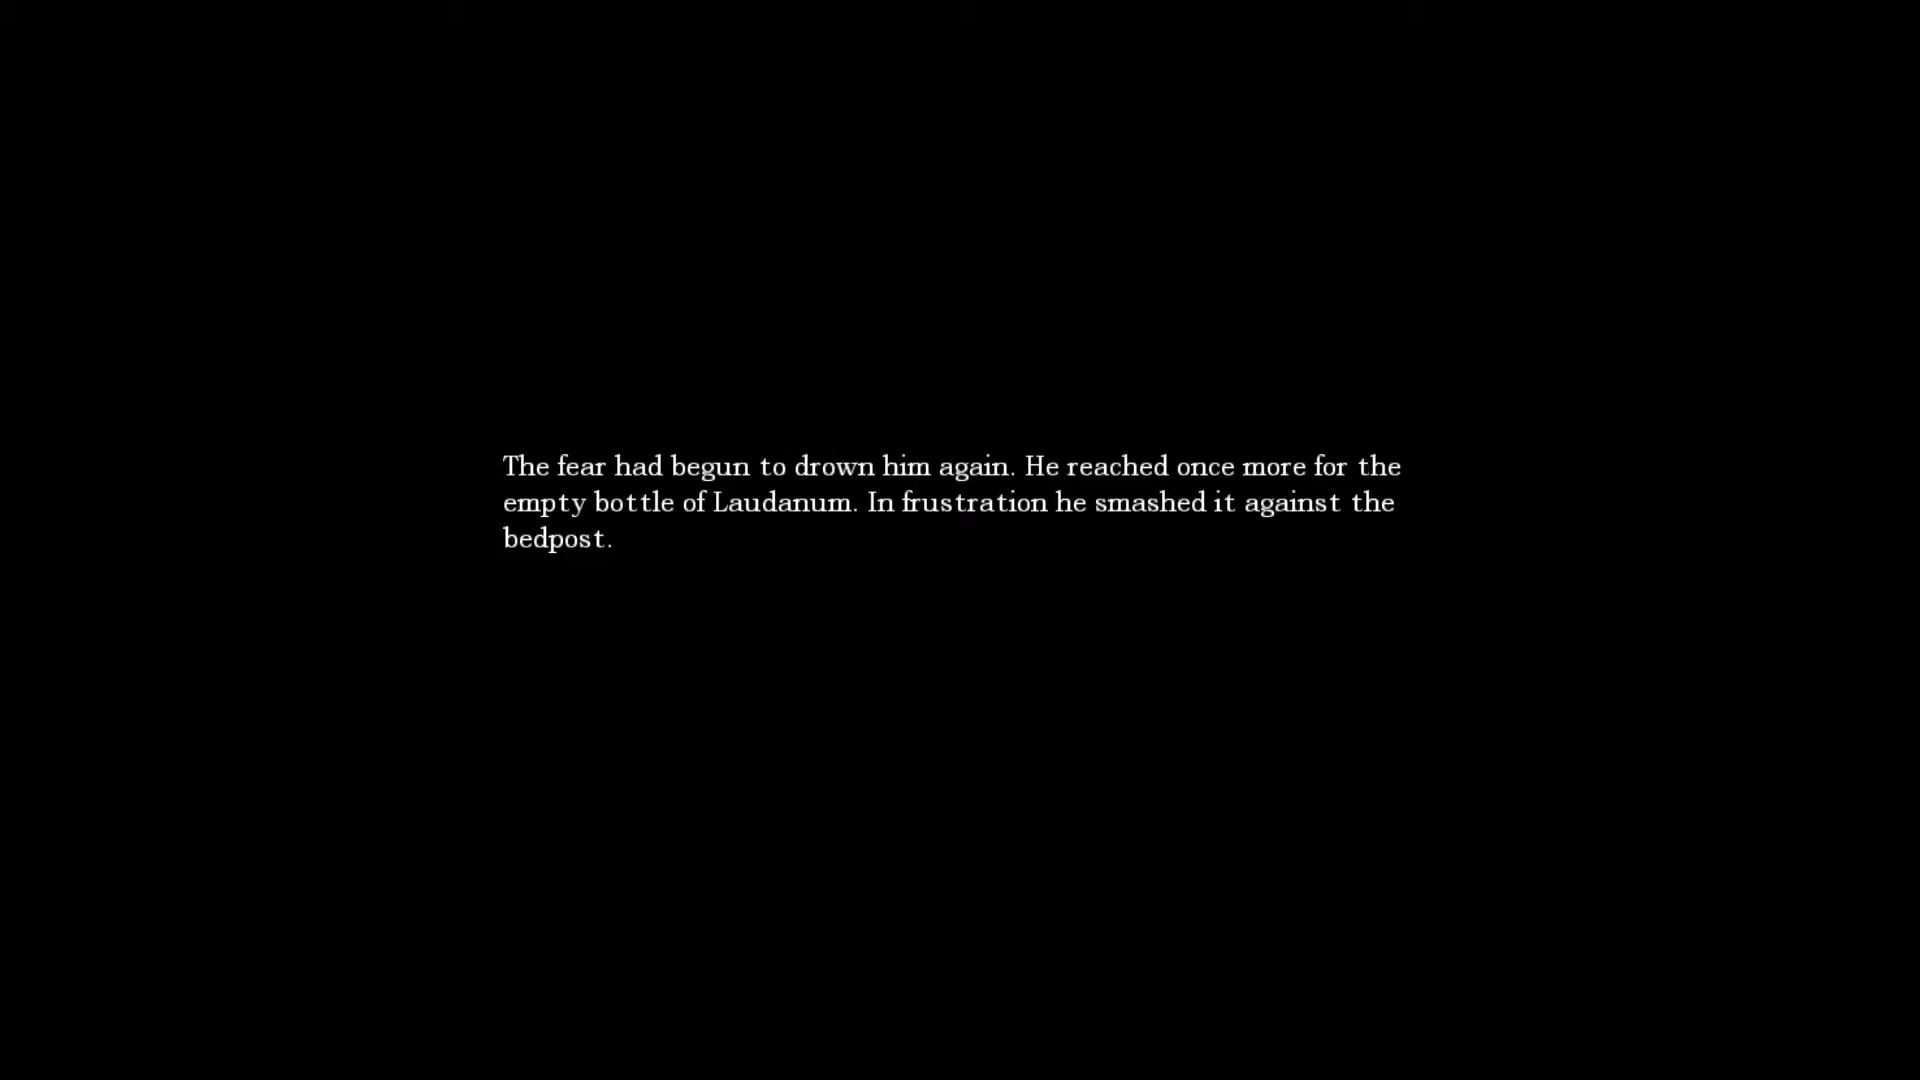 The fear had begun to drown him again. He reached once more for the
empty bottle of Laudanum. In frustration he smashed it against the
bedpost.